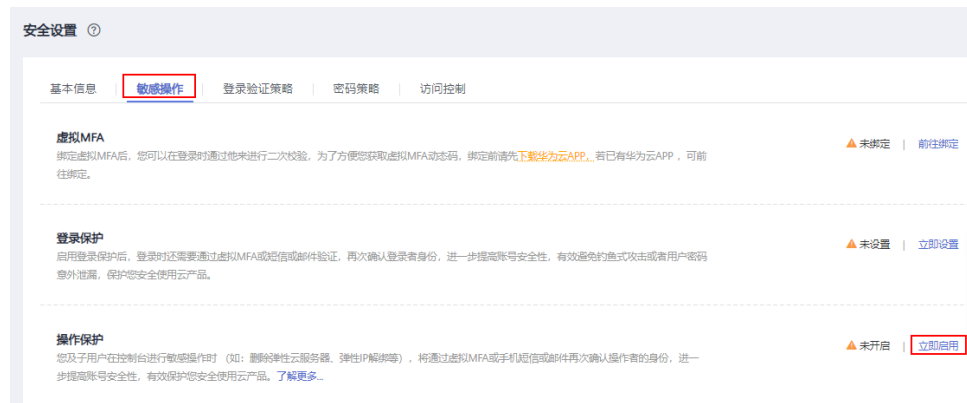 安全设置 ?
基本信息 | 敏感操作 | 登录验证策略 | 密码策略 | 访问控制
虚拟MFA
绑定虚拟MFA后，您可以在登录时通过他来进行二次校验，为了方便您获取虚拟MFA动态码，绑定前请先下载华为云APP，若已有华为云APP ，可前
往绑定。
未绑定 | 前往绑定
登录保护
启用登录保护后，登录时还需要通过虚拟MFA或短信或邮件验证，再次确认登录者身份，进一步提高账号安全性，有效避免钓鱼式攻击或者用户密码
意外泄漏，保护您安全使用云产品。
未设置 | 立即设置
操作保护
您及子用户在控制台进行敏感操作时 （如：删除弹性云服务器、弹性IP解绑等），将通过虚拟MFA或手机短信或邮件再次确认操作者的身份，进一
步提高账号安全性，有效保护您安全使用云产品。了解更多...
未开启 | 立即启用